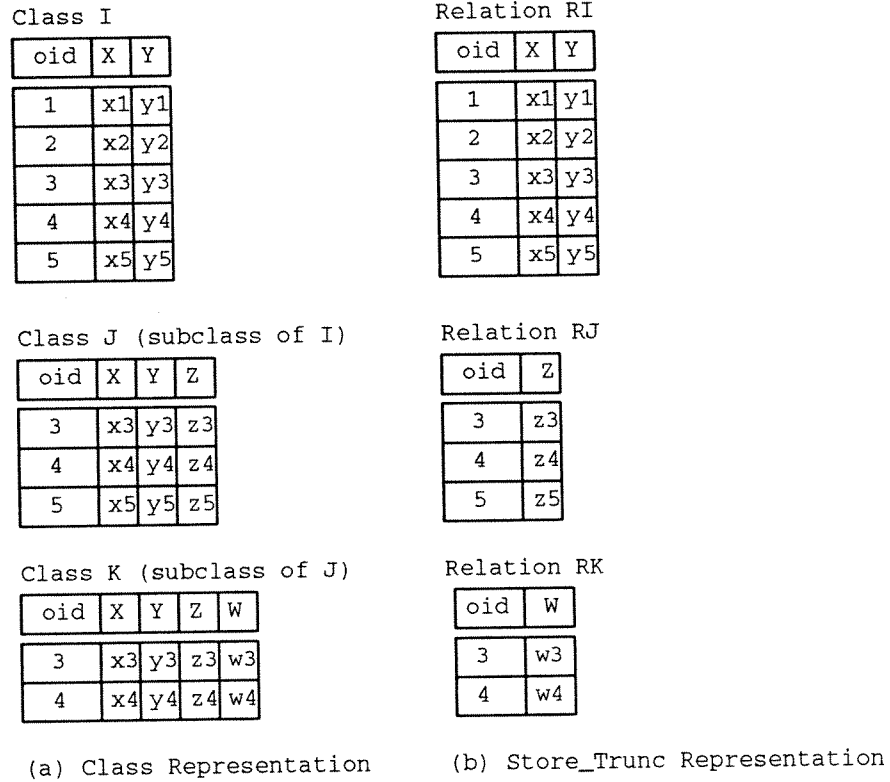 Class I
oid X Y
1 x1 y1
2 x2 y2
3 x3 y3
4 x4 y4
5 x5 y5
Class J (subclass of I)
oid X Y Z
3 x3 y3 z3
4 x4 y4 z4
5 x5 y5 z5
Class K (subclass of J)
oid X Y Z W
3 x3 y3 z3 w3
4 x4 y4 z4 w4
(a) Class Representation
Relation RI
oid X Y
1 x1 y1
2 x2 y2
3 x3 y3
4 x4 y4
5 x5 y5
Relation RJ
oid Z
3 z3
4 z4
5 z5
Relation RK
oid W
3 w3
4 w4
(b) Store_Trunc Representation